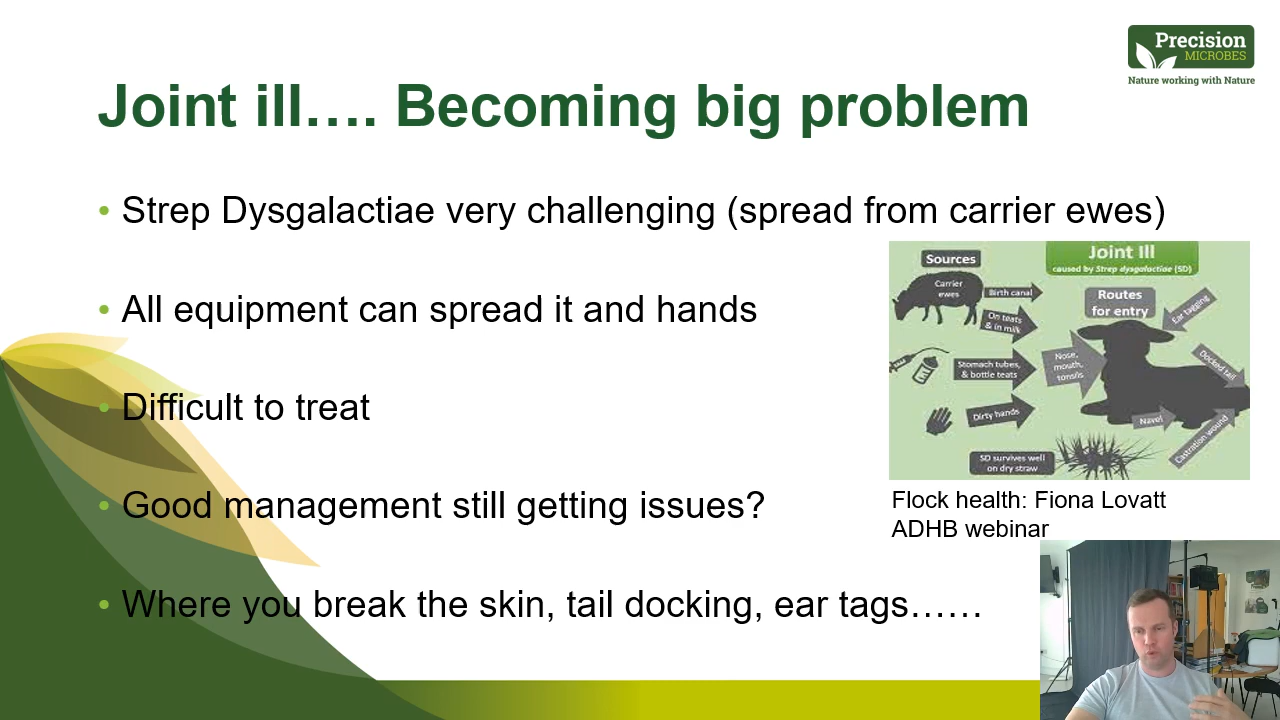 Precision
MICROBES
Nature working with Nature
Joint ill…. Becoming big problem
• Strep Dysgalactiae very challenging (spread from carrier ewes)
• All equipment can spread it and hands
• Difficult to treat
• Good management still getting issues?
• Where you break the skin, tail docking, ear tags……
Joint Ill
caused by Strep dysgalactiae (SD)
Sources
Carrier
ewes
Birth canal
On teats
& in milk
Stomach tubes,
& bottle teats
Dirty hands
SD survives well
on dry straw
Routes
for entry
Nose,
mouth,
tonsils
Ear tagging
Docked tail
Navel
Castration wound
Flock health: Fiona Lovatt
ADHB webinar